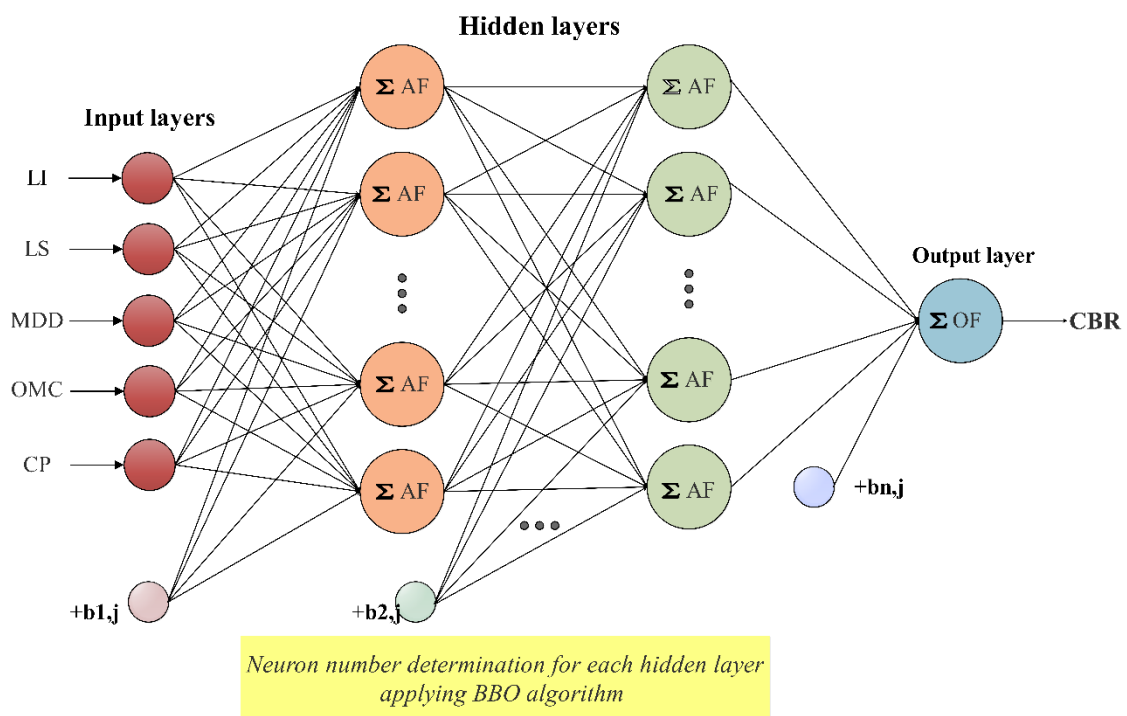 Hidden layers
Input layers
Σ AF
Σ AF
LI
Σ AF
Σ AF
LS
Output layer
MDD
Σ OF
CBR
OMC
Σ AF
Σ AF
CP
Σ AF
Σ AF
+bn,j
+b1,j
+b2,j
Neuron number determination for each hidden layer
applying BBO algorithm